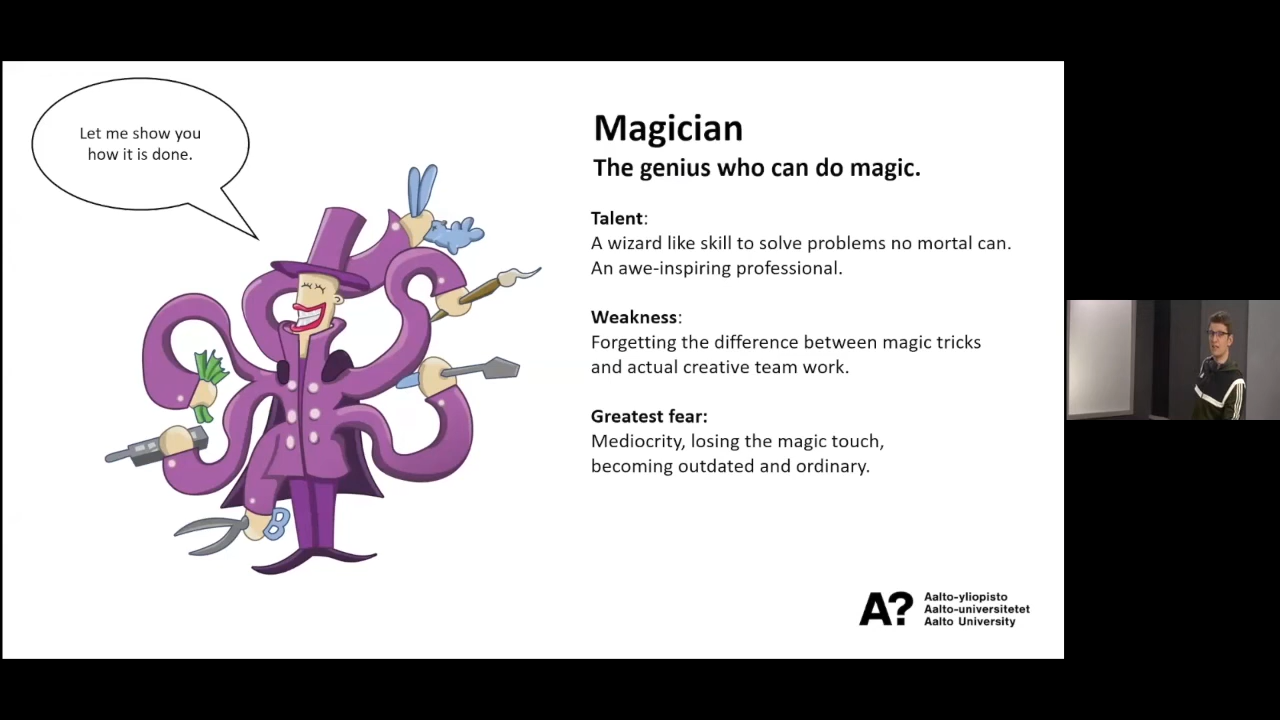 Let me show you
how it is done.
Magician
The genius who can do magic.
Talent:
A wizard like skill to solve problems no mortal can.
An awe-inspiring professional.
Weakness:
Forgetting the difference between magic tricks
and actual creative team work.
Greatest fear:
Mediocrity, losing the magic touch,
becoming outdated and ordinary.
A?
Aalto-yliopisto
Aalto-universitetet
Aalto University